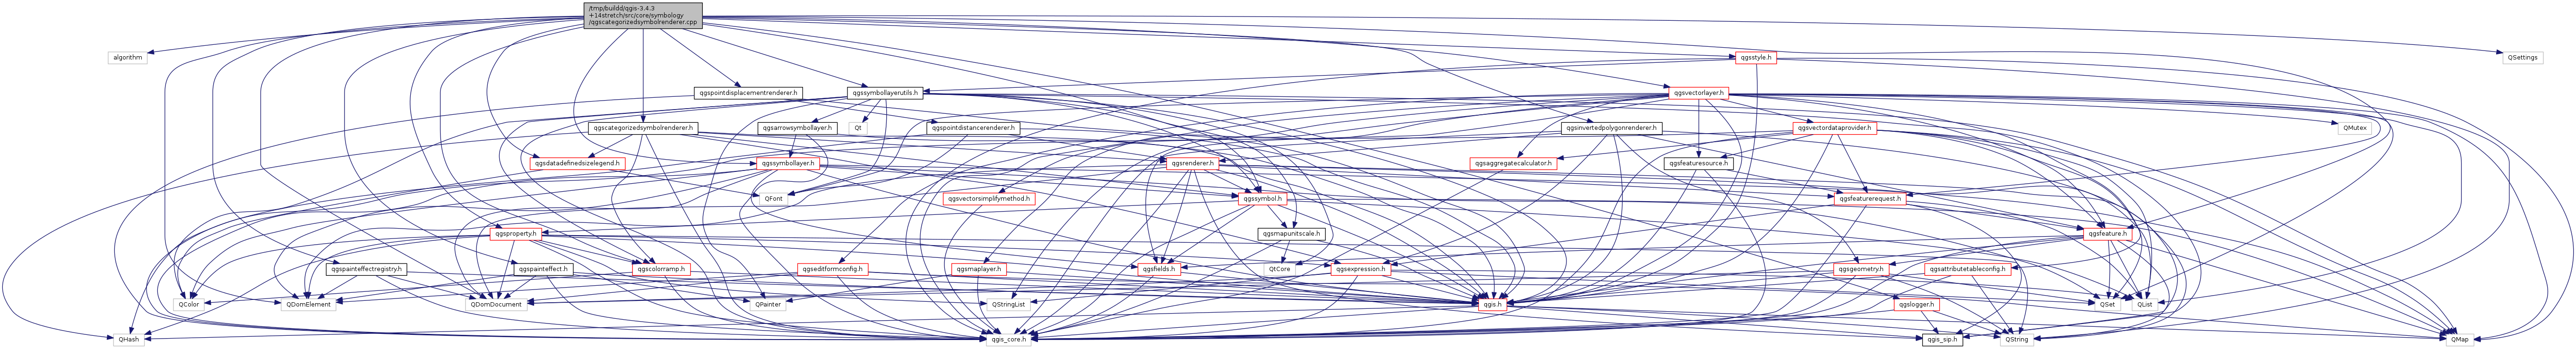 /tmp/buildd/qgis-3.4.3
+14stretch/src/core/symbology
/qgscategorizedsymbolrenderer.cpp
algorithm
qgsstyle.h
QSettings
qgspointdisplacementrenderer.h
qgssymbollayerutils.h
qgsvectorlayer.h
qgscategorizedsymbolrenderer.h
qgsarrowsymbollayer.h
Qt
qgspointdistancerenderer.h
qgsinvertedpolygonrenderer.h
qgsvectordataprovider.h
QMutex
qgsdatadefinedsizelegend.h
qgssymbollayer.h
qgsrenderer.h
qgsaggregatecalculator.h
qgsfeaturesource.h
QFont
qgsvectorsimplifymethod.h
qgssymbol.h
qgsfeaturerequest.h
qgsproperty.h
qgsmapunitscale.h
qgsfeature.h
qgspainteffectregistry.h
qgspainteffect.h
qgscolorramp.h
qgseditformconfig.h
qgsmaplayer.h
qgsfields.h
QtCore
qgsexpression.h
qgsgeometry.h
qgsattributetableconfig.h
QColor
QDomElement
QDomDocument
QPainter
QStringList
qgis.h
qgslogger.h
QSet
QList
QHash
qgis_core.h
qgis_sip.h
QString
QMap